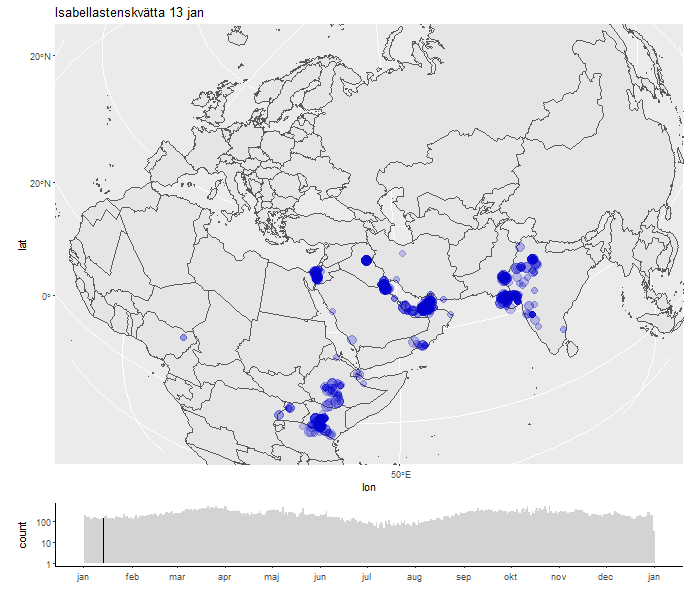 Isabellastenskvätta 13 jan
20°N
20°N
0°
lat
50°E
lon
count
100
10
1
jan feb mar apr maj jun jul aug sep okt nov dec jan